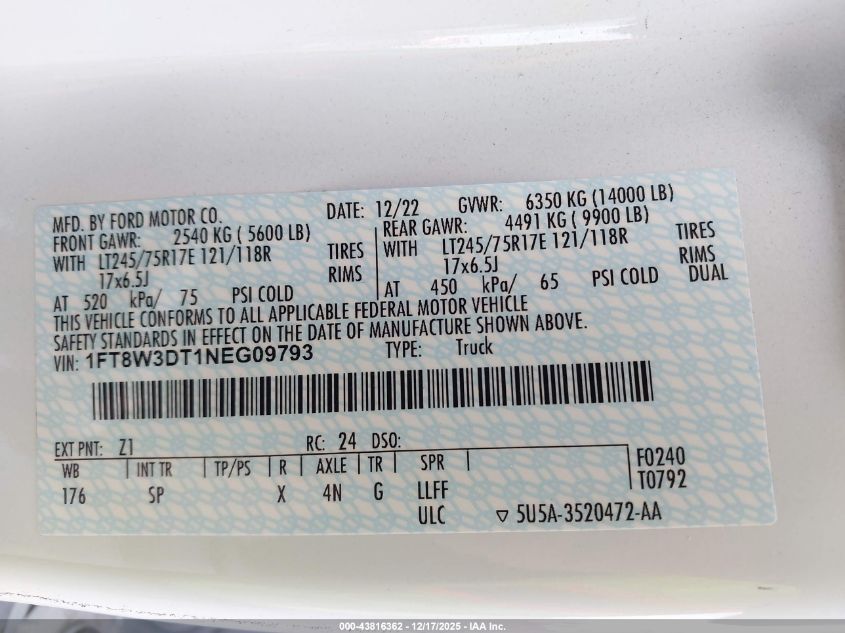 MFD. BY FORD MOTOR CO. DATE: 12/22 GVWR: 6350 KG (14000 LB)
FRONT GAWR: 2540 KG ( 5600 LB) REAR GAWR: 4491 KG ( 9900 LB)
WITH LT245/75R17E 121/118R TIRES WITH LT245/75R17E 121/118R TIRES
17x6.5J RIMS 17x6.5J RIMS
AT 520 kPa/ 75 PSI COLD AT 450 kPa/ 65 PSI COLD DUAL
THIS VEHICLE CONFORMS TO ALL APPLICABLE FEDERAL MOTOR VEHICLE
SAFETY STANDARDS IN EFFECT ON THE DATE OF MANUFACTURE SHOWN ABOVE.
VIN: 1FT8W3DT1NEG09793 TYPE: Truck
EXT PNT: Z1 RC: 24 DSO:
WB INT TR TP/PS R AXLE TR SPR F0240
176 SP X 4N G LLFF T0792
ULC ▽ 5U5A-3520472-AA
000-43816362 - 12/17/2025 - IAA Inc.